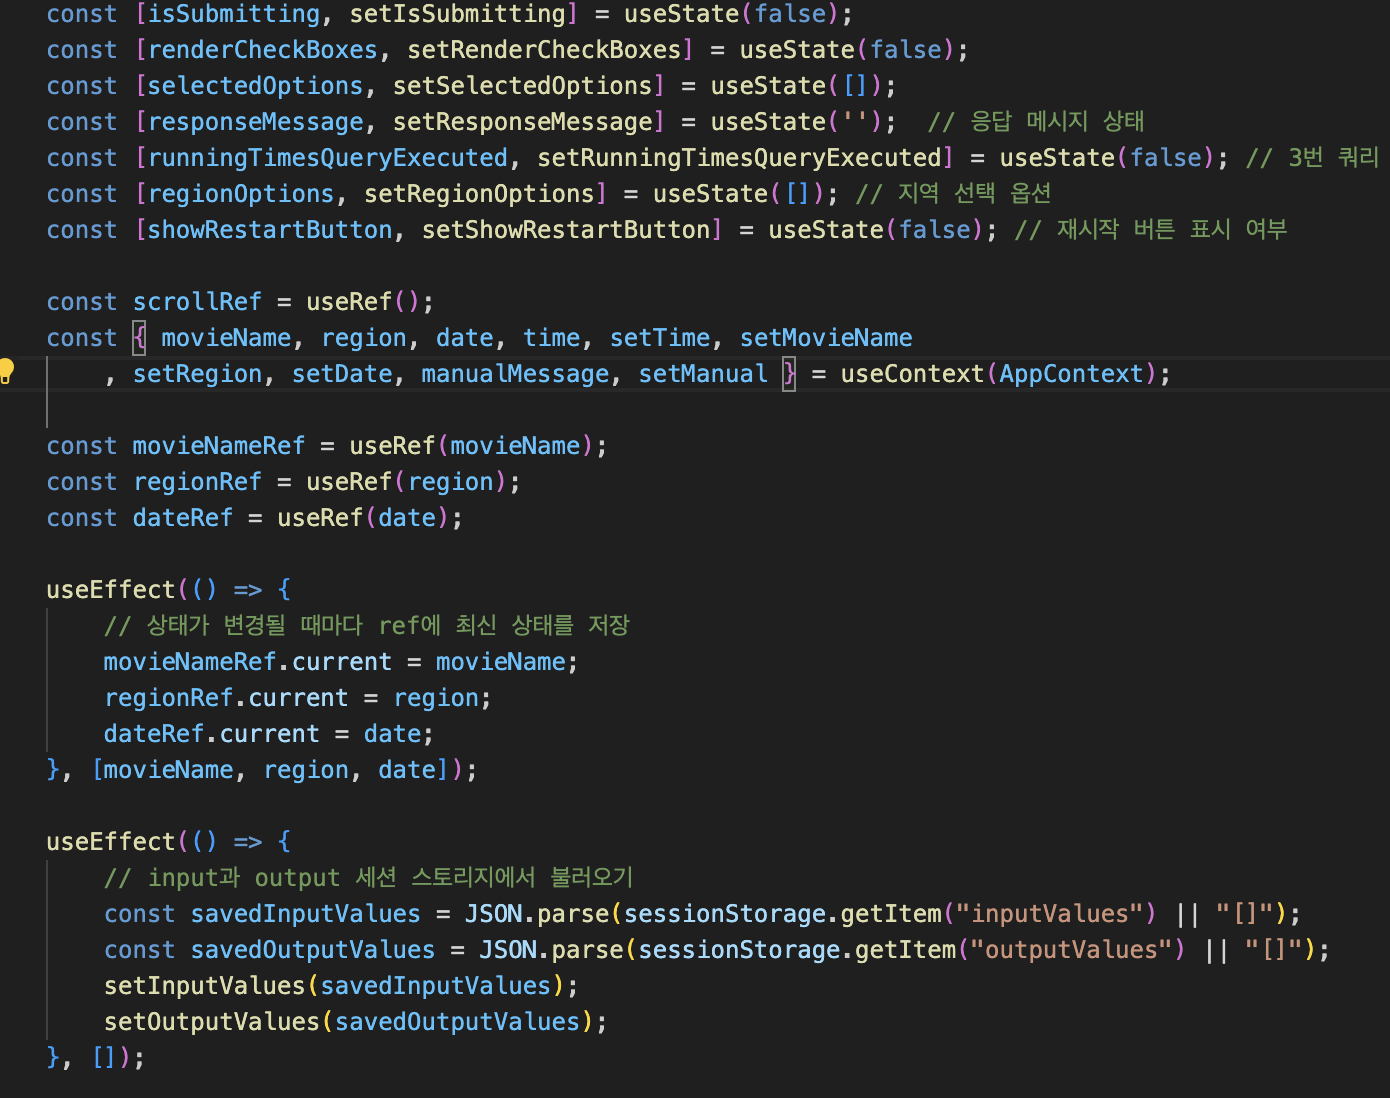 const [isSubmitting, setIsSubmitting] = useState(false);
const [renderCheckBoxes, setRenderCheckBoxes] = useState(false);
const [selectedOptions, setSelectedOptions] = useState([]);
const [responseMessage, setResponseMessage] = useState('');  // 응답 메시지 상태
const [runningTimesQueryExecuted, setRunningTimesQueryExecuted] = useState(false); // 3번 쿼리
const [regionOptions, setRegionOptions] = useState([]); // 지역 선택 옵션
const [showRestartButton, setShowRestartButton] = useState(false); // 재시작 버튼 표시 여부
const scrollRef = useRef();
const { movieName, region, date, time, setTime, setMovieName
    , setRegion, setDate, manualMessage, setManual } = useContext(AppContext);
const movieNameRef = useRef(movieName);
const regionRef = useRef(region);
const dateRef = useRef(date);
useEffect(() => {
    // 상태가 변경될 때마다 ref에 최신 상태를 저장
    movieNameRef.current = movieName;
    regionRef.current = region;
    dateRef.current = date;
}, [movieName, region, date]);
useEffect(() => {
    // input과 output 세션 스토리지에서 불러오기
    const savedInputValues = JSON.parse(sessionStorage.getItem("inputValues") || "[]");
    const savedOutputValues = JSON.parse(sessionStorage.getItem("outputValues") || "[]");
    setInputValues(savedInputValues);
    setOutputValues(savedOutputValues);
}, []);